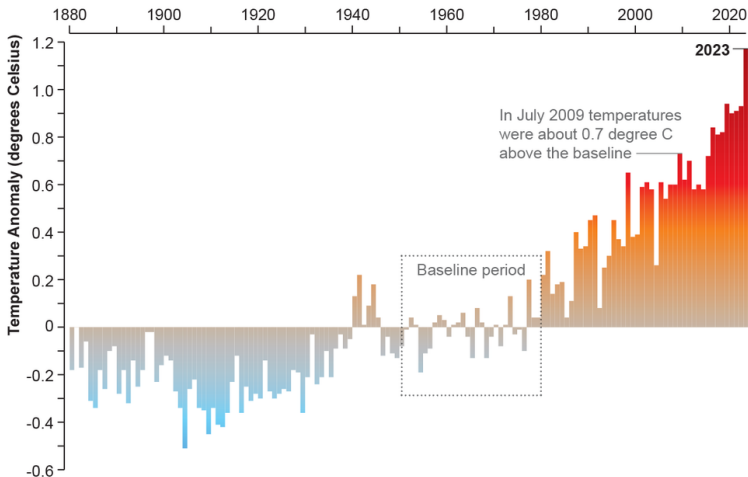 1880 1900 1920 1940 1960 1980 2000 2020
Temperature Anomaly (degrees Celsius)
1.2
1.0
0.8
0.6
0.4
0.2
0
-0.2
-0.4
-0.6
2023
In July 2009 temperatures
were about 0.7 degree C
above the baseline
Baseline period